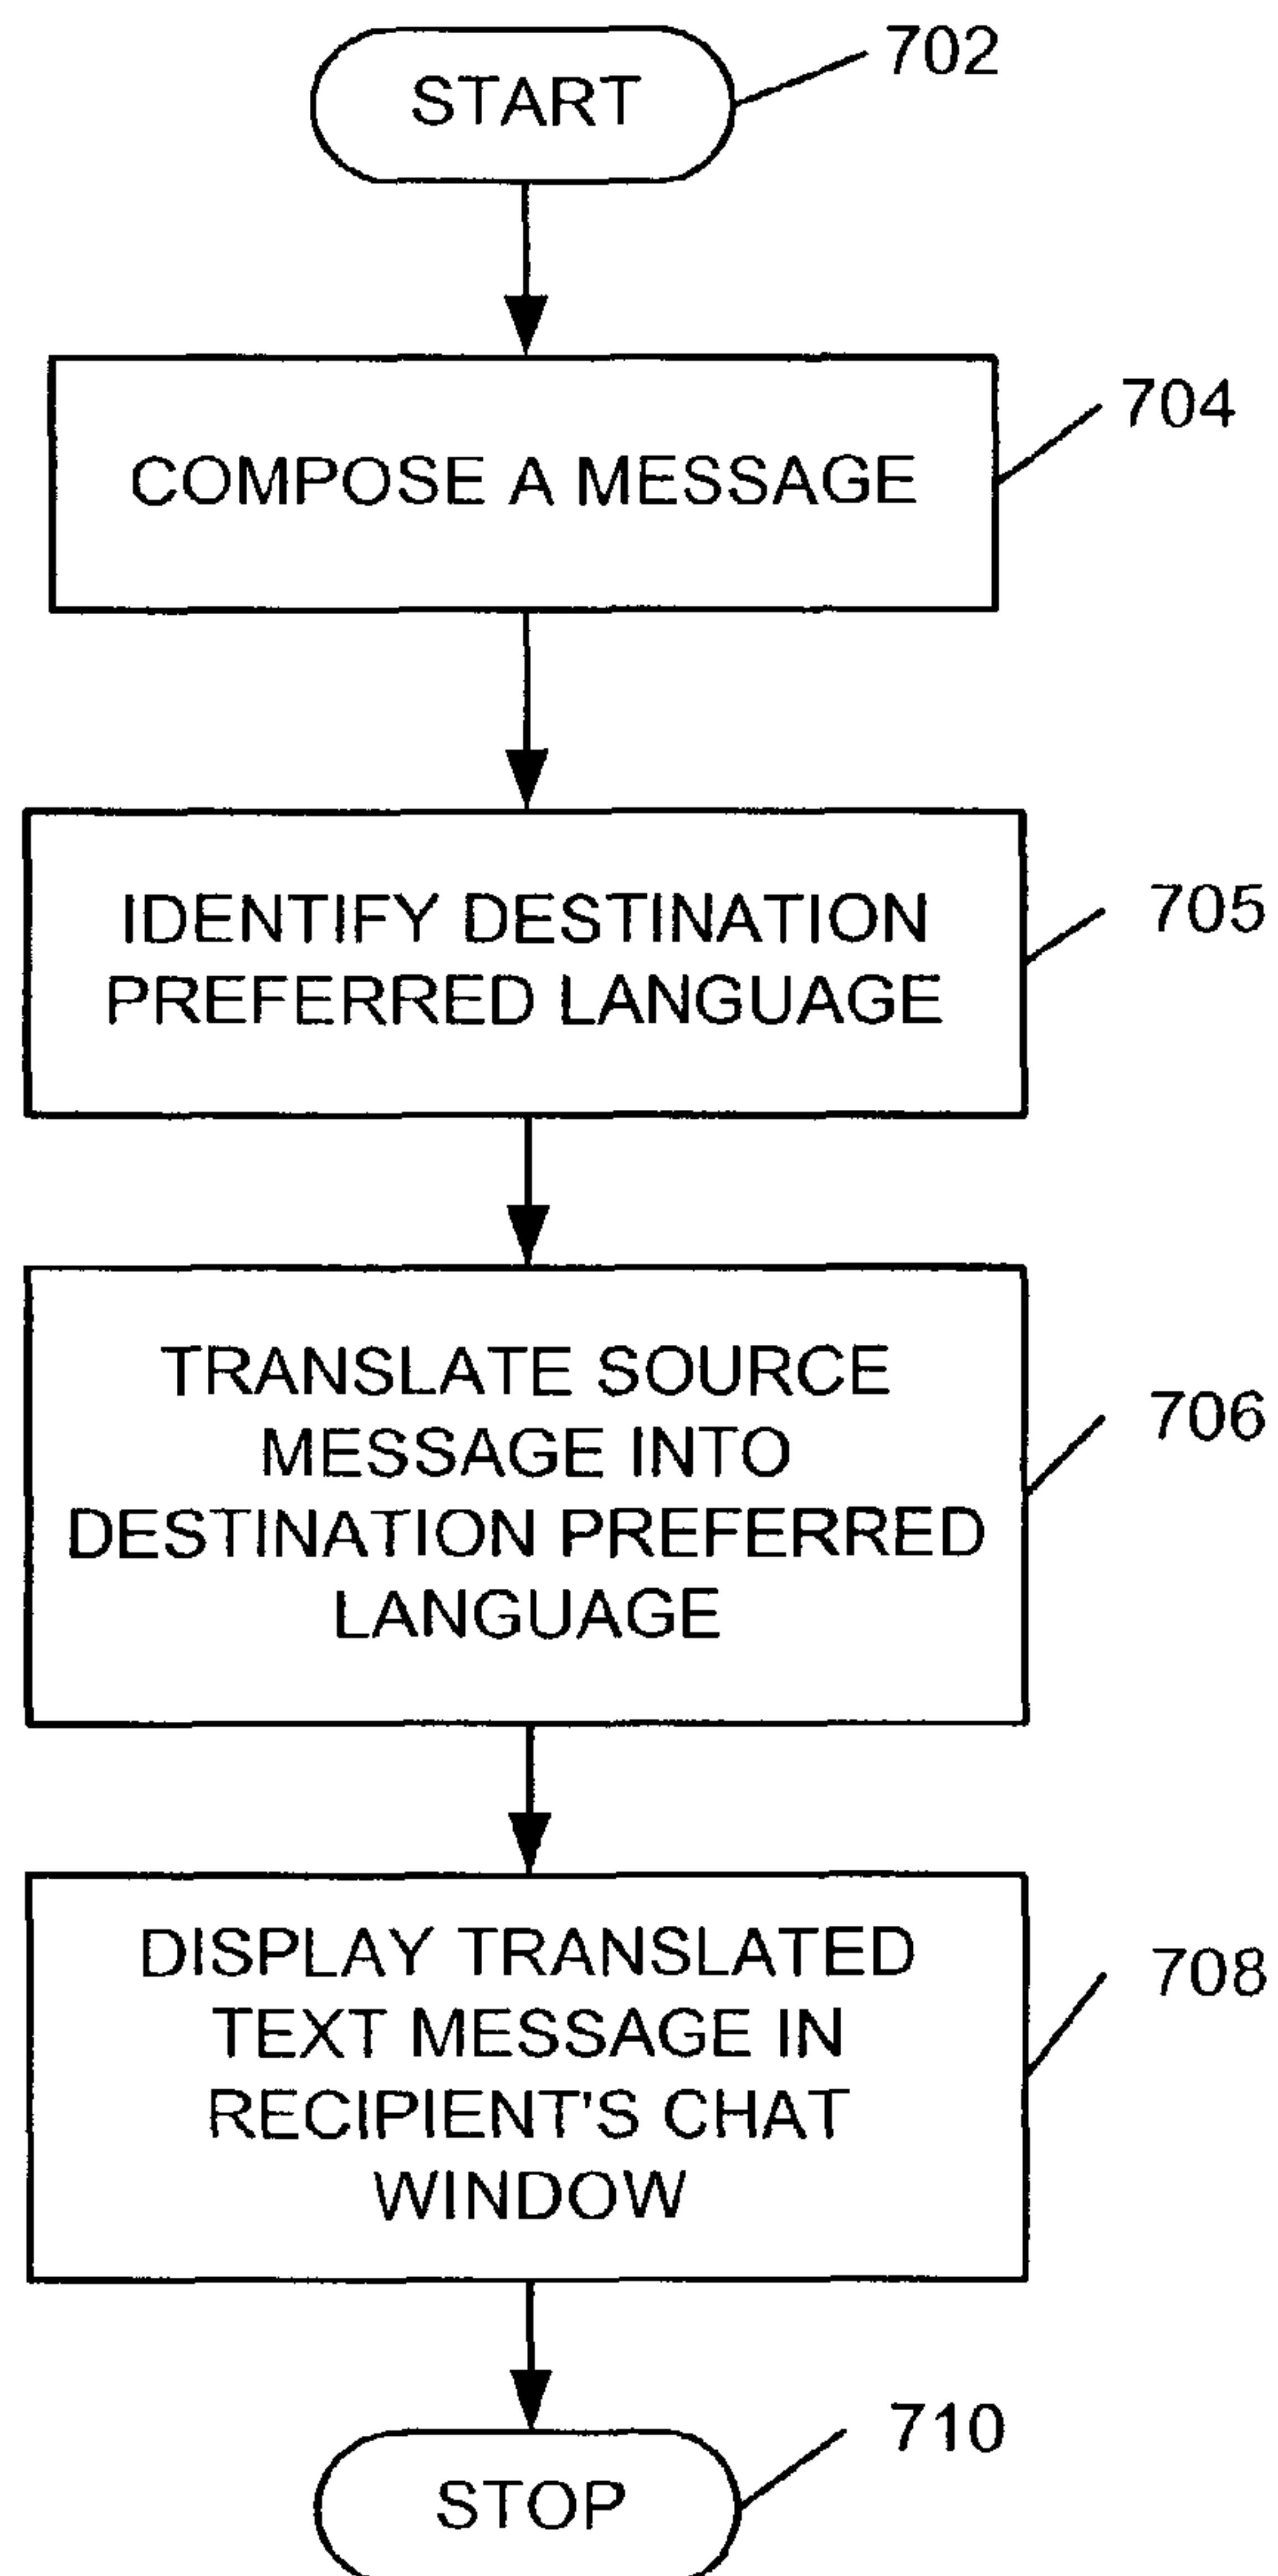 START
702
COMPOSE A MESSAGE
704
IDENTIFY DESTINATION
PREFERRED LANGUAGE
705
TRANSLATE SOURCE
MESSAGE INTO
DESTINATION PREFERRED
LANGUAGE
706
DISPLAY TRANSLATED
TEXT MESSAGE IN
RECIPIENT'S CHAT
WINDOW
708
STOP
710